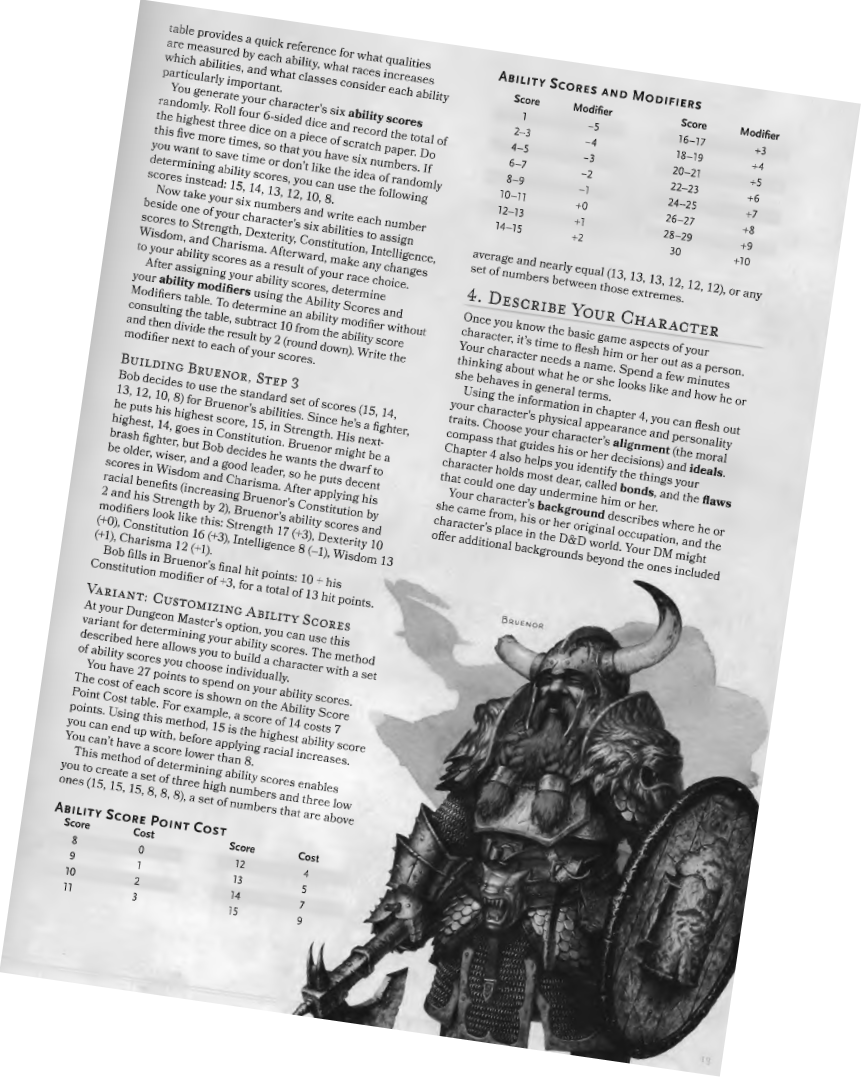 table provides a quick reference for what qualities
are measured by each ability, what races increases
which abilities, and what classes consider each ability
particularly important.
You generate your character's six ability scores
randomly. Roll four 6-sided dice and record the total of
the highest three dice on a piece of scratch paper. Do
this five more times, so that you have six numbers. If
you want to save time or don't like the idea of randomly
determining ability scores, you can use the following
scores instead: 15, 14, 13, 12, 10, 8.
Now take your six numbers and write each number
beside one of your character's six abilities to assign
scores to Strength, Dexterity, Constitution, Intelligence,
Wisdom, and Charisma. Afterward, make any changes
to your ability scores as a result of your race choice.
After assigning your ability scores, determine
your ability modifiers using the Ability Scores and
Modifiers table. To determine an ability modifier without
consulting the table, subtract 10 from the ability score
and then divide the result by 2 (round down). Write the
modifier next to each of your scores.
BUILDING BRUENOR, STEP 3
Bob decides to use the standard set of scores (15, 14,
13, 12, 10, 8) for Bruenor's abilities. Since he's a fighter,
he puts his highest score, 15, in Strength. His next-
highest, 14, goes in Constitution. Bruenor might be a
brash fighter, but Bob decides he wants the dwarf to
be older, wiser, and a good leader, so he puts decent
scores in Wisdom and Charisma. After applying his
racial benefits (increasing Bruenor's Constitution by
2 and his Strength by 2), Bruenor's ability scores and
modifiers look like this: Strength 17 (+3), Dexterity 10
(+0), Constitution 16 (+3), Intelligence 8 (–1), Wisdom 13
(+1), Charisma 12 (+1).
Bob fills in Bruenor's final hit points: 10 + his
Constitution modifier of +3, for a total of 13 hit points.
VARIANT: CUSTOMIZING ABILITY SCORES
At your Dungeon Master's option, you can use this
variant for determining your ability scores. The method
described here allows you to build a character with a set
of ability scores you choose individually.
You have 27 points to spend on your ability scores.
The cost of each score is shown on the Ability Score
Point Cost table. For example, a score of 14 costs 7
points. Using this method, 15 is the highest ability score
you can end up with, before applying racial increases.
You can't have a score lower than 8.
This method of determining ability scores enables
you to create a set of three high numbers and three low
ones (15, 15, 15, 8, 8, 8), a set of numbers that are above
ABILITY SCORE POINT COST
Score Cost Score Cost
8 0 12 4
9 1 13 5
10 2 14 7
11 3 15 9
ABILITY SCORES AND MODIFIERS
Score Modifier Score Modifier
1 –5 16–17 +3
2–3 –4 18–19 +4
4–5 –3 20–21 +5
6–7 –2 22–23 +6
8–9 –1 24–25 +7
10–11 +0 26–27 +8
12–13 +1 28–29 +9
14–15 +2 30 +10
average and nearly equal (13, 13, 13, 12, 12, 12), or any
set of numbers between those extremes.
4. DESCRIBE YOUR CHARACTER
Once you know the basic game aspects of your
character, it's time to flesh him or her out as a person.
Your character needs a name. Spend a few minutes
thinking about what he or she looks like and how he or
she behaves in general terms.
Using the information in chapter 4, you can flesh out
your character's physical appearance and personality
traits. Choose your character's alignment (the moral
compass that guides his or her decisions) and ideals.
Chapter 4 also helps you identify the things your
character holds most dear, called bonds, and the flaws
that could one day undermine him or her.
Your character's background describes where he or
she came from, his or her original occupation, and the
character's place in the D&D world. Your DM might
offer additional backgrounds beyond the ones included
BRUENOR